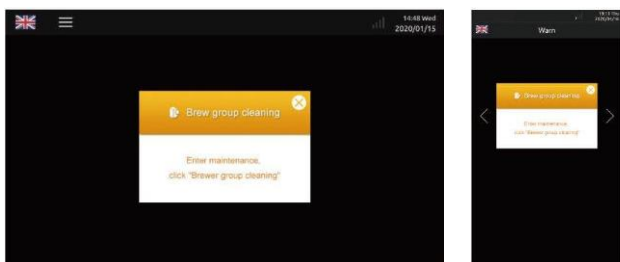 14:48 Wed
2020/01/15
Brew group cleaning
Enter maintenance,
click "Brewer group cleaning"
Warn
Brew group cleaning
Enter maintenance,
click "Brewer group cleaning"